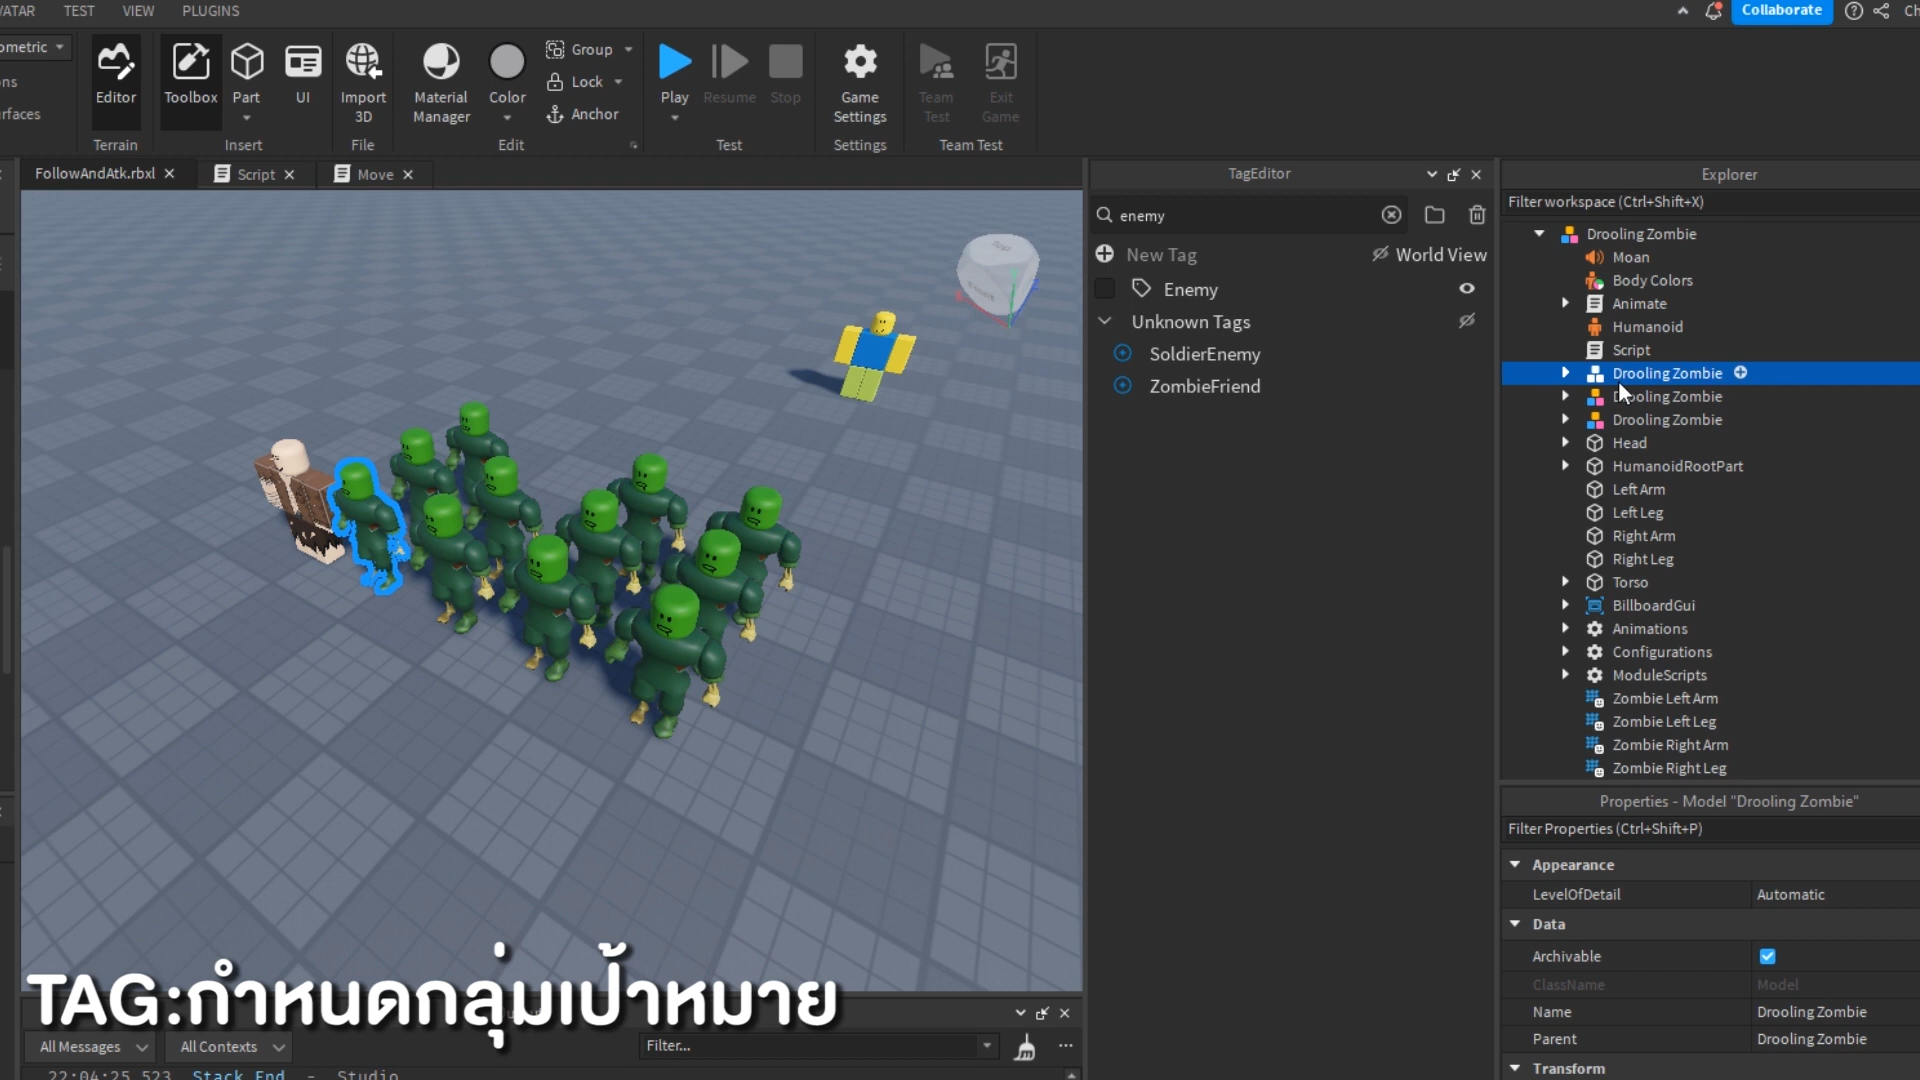 TEST VIEW PLUGINS
Collaborate
Editor
Terrain
Toolbox
Part
UI
Insert
Import
3D
File
Material
Manager
Color
Group
Lock
Anchor
Edit
Play
Resume
Stop
Test
Game
Settings
Settings
Team
Test
Exit
Game
Team Test
FollowAndAtk.rbxl
Script
Move
TagEditor
enemy
New Tag
World View
Enemy
Unknown Tags
SoldierEnemy
ZombieFriend
Explorer
Filter workspace (Ctrl+Shift+X)
Drooling Zombie
Moan
Body Colors
Animate
Humanoid
Script
Drooling Zombie
Drooling Zombie
Drooling Zombie
Head
HumanoidRootPart
Left Arm
Left Leg
Right Arm
Right Leg
Torso
BillboardGui
Animations
Configurations
ModuleScripts
Zombie Left Arm
Zombie Left Leg
Zombie Right Arm
Zombie Right Leg
Properties - Model "Drooling Zombie"
Filter Properties (Ctrl+Shift+P)
Appearance
LevelOfDetail Automatic
Data
Archivable
ClassName Model
Name Drooling Zombie
Parent Drooling Zombie
Transform
TAG:กำหนดกลุ่มเป้าหมาย
All Messages
All Contexts
Filter...
22:04:25.523 Stack End - Studio